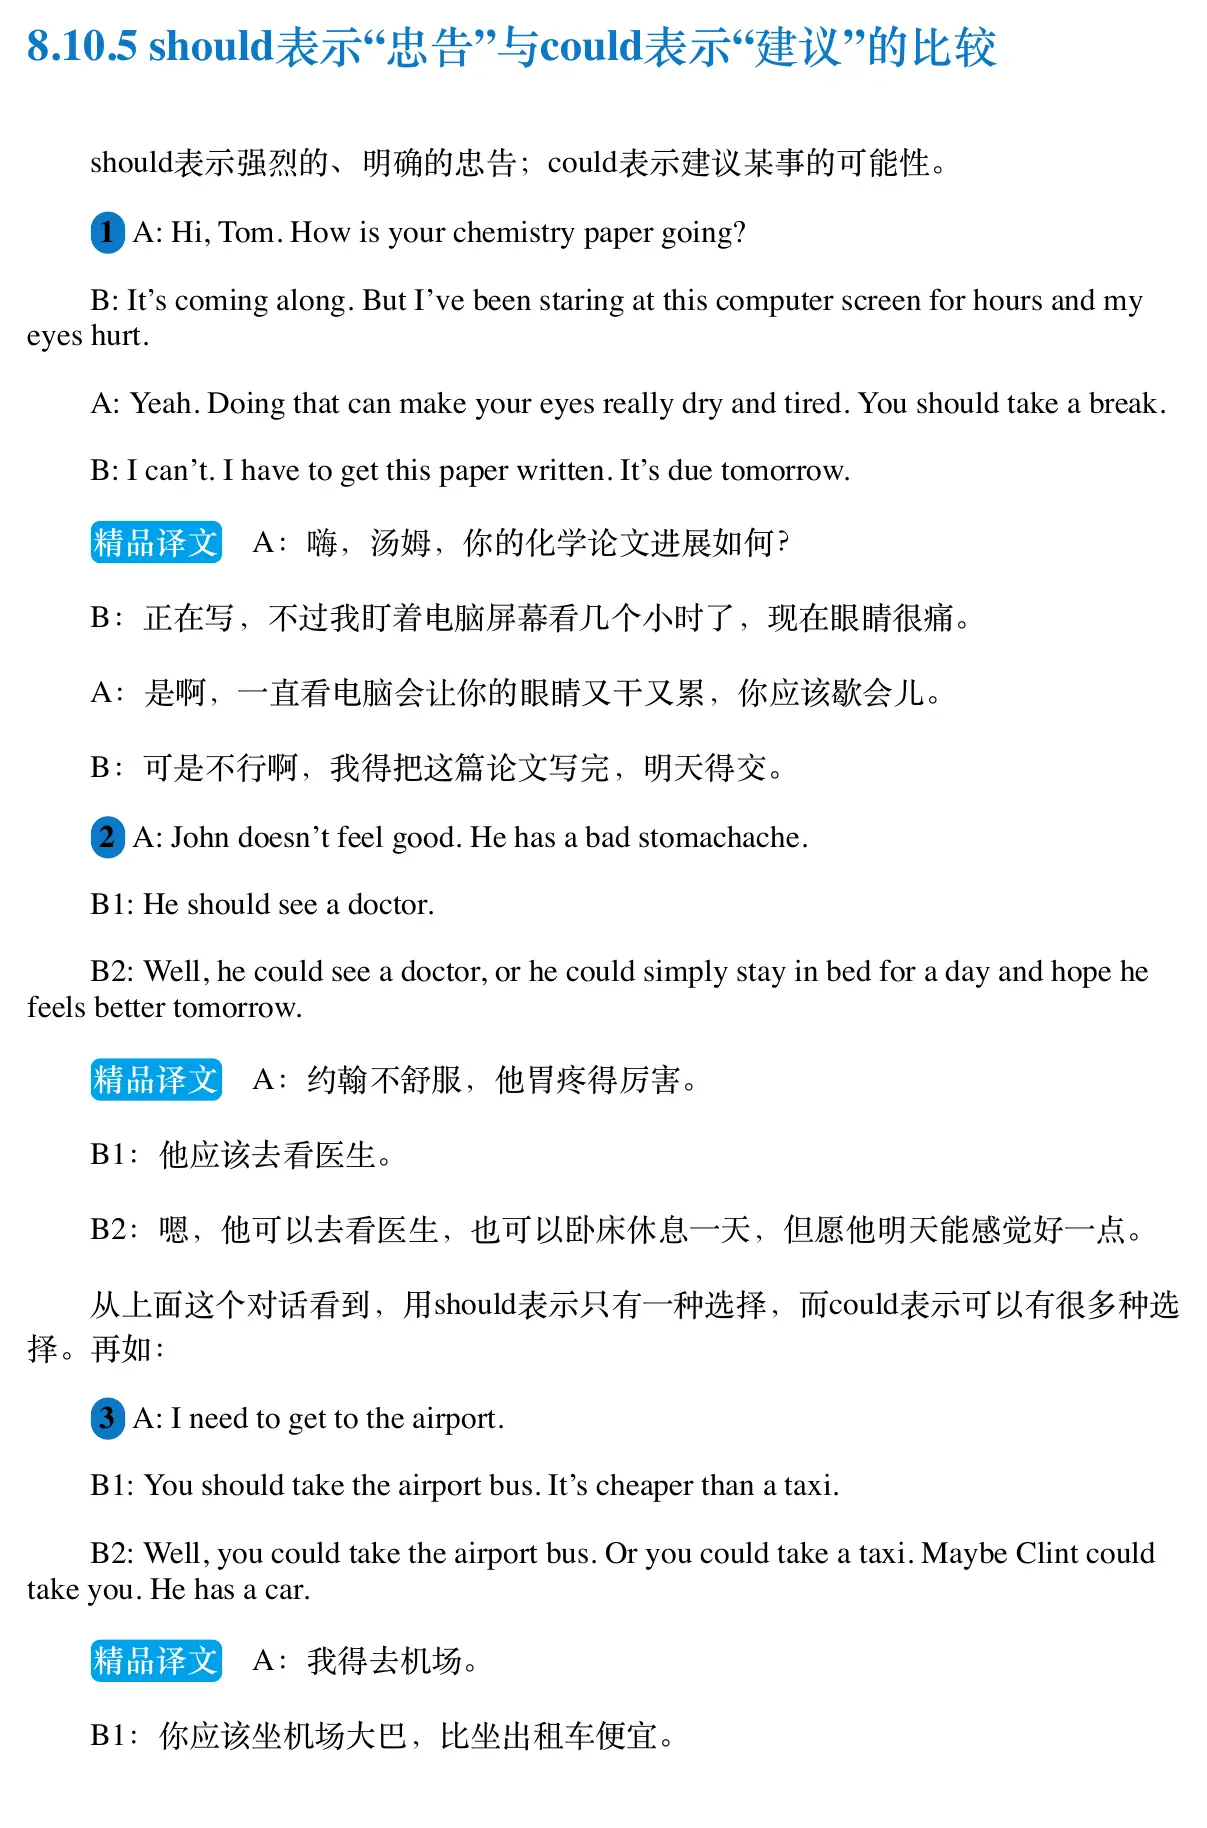 8.10.5 should表示“忠告”与could表示“建议”的比较
should表示强烈的、明确的忠告；could表示建议某事的可能性。
1 A: Hi, Tom. How is your chemistry paper going?
B: It’s coming along. But I’ve been staring at this computer screen for hours and my
eyes hurt.
A: Yeah. Doing that can make your eyes really dry and tired. You should take a break.
B: I can’t. I have to get this paper written. It’s due tomorrow.
精品译文 A：嗨，汤姆，你的化学论文进展如何？
B：正在写，不过我盯着电脑屏幕看几个小时了，现在眼睛很痛。
A：是啊，一直看电脑会让你的眼睛又干又累，你应该歇会儿。
B：可是不行啊，我得把这篇论文写完，明天得交。
2 A: John doesn’t feel good. He has a bad stomachache.
B1: He should see a doctor.
B2: Well, he could see a doctor, or he could simply stay in bed for a day and hope he
feels better tomorrow.
精品译文 A：约翰不舒服，他胃疼得厉害。
B1：他应该去看医生。
B2：嗯，他可以去看医生，也可以卧床休息一天，但愿他明天能感觉好一点。
从上面这个对话看到，用should表示只有一种选择，而could表示可以有很多种选
择。再如：
3 A: I need to get to the airport.
B1: You should take the airport bus. It’s cheaper than a taxi.
B2: Well, you could take the airport bus. Or you could take a taxi. Maybe Clint could
take you. He has a car.
精品译文 A：我得去机场。
B1：你应该坐机场大巴，比坐出租车便宜。